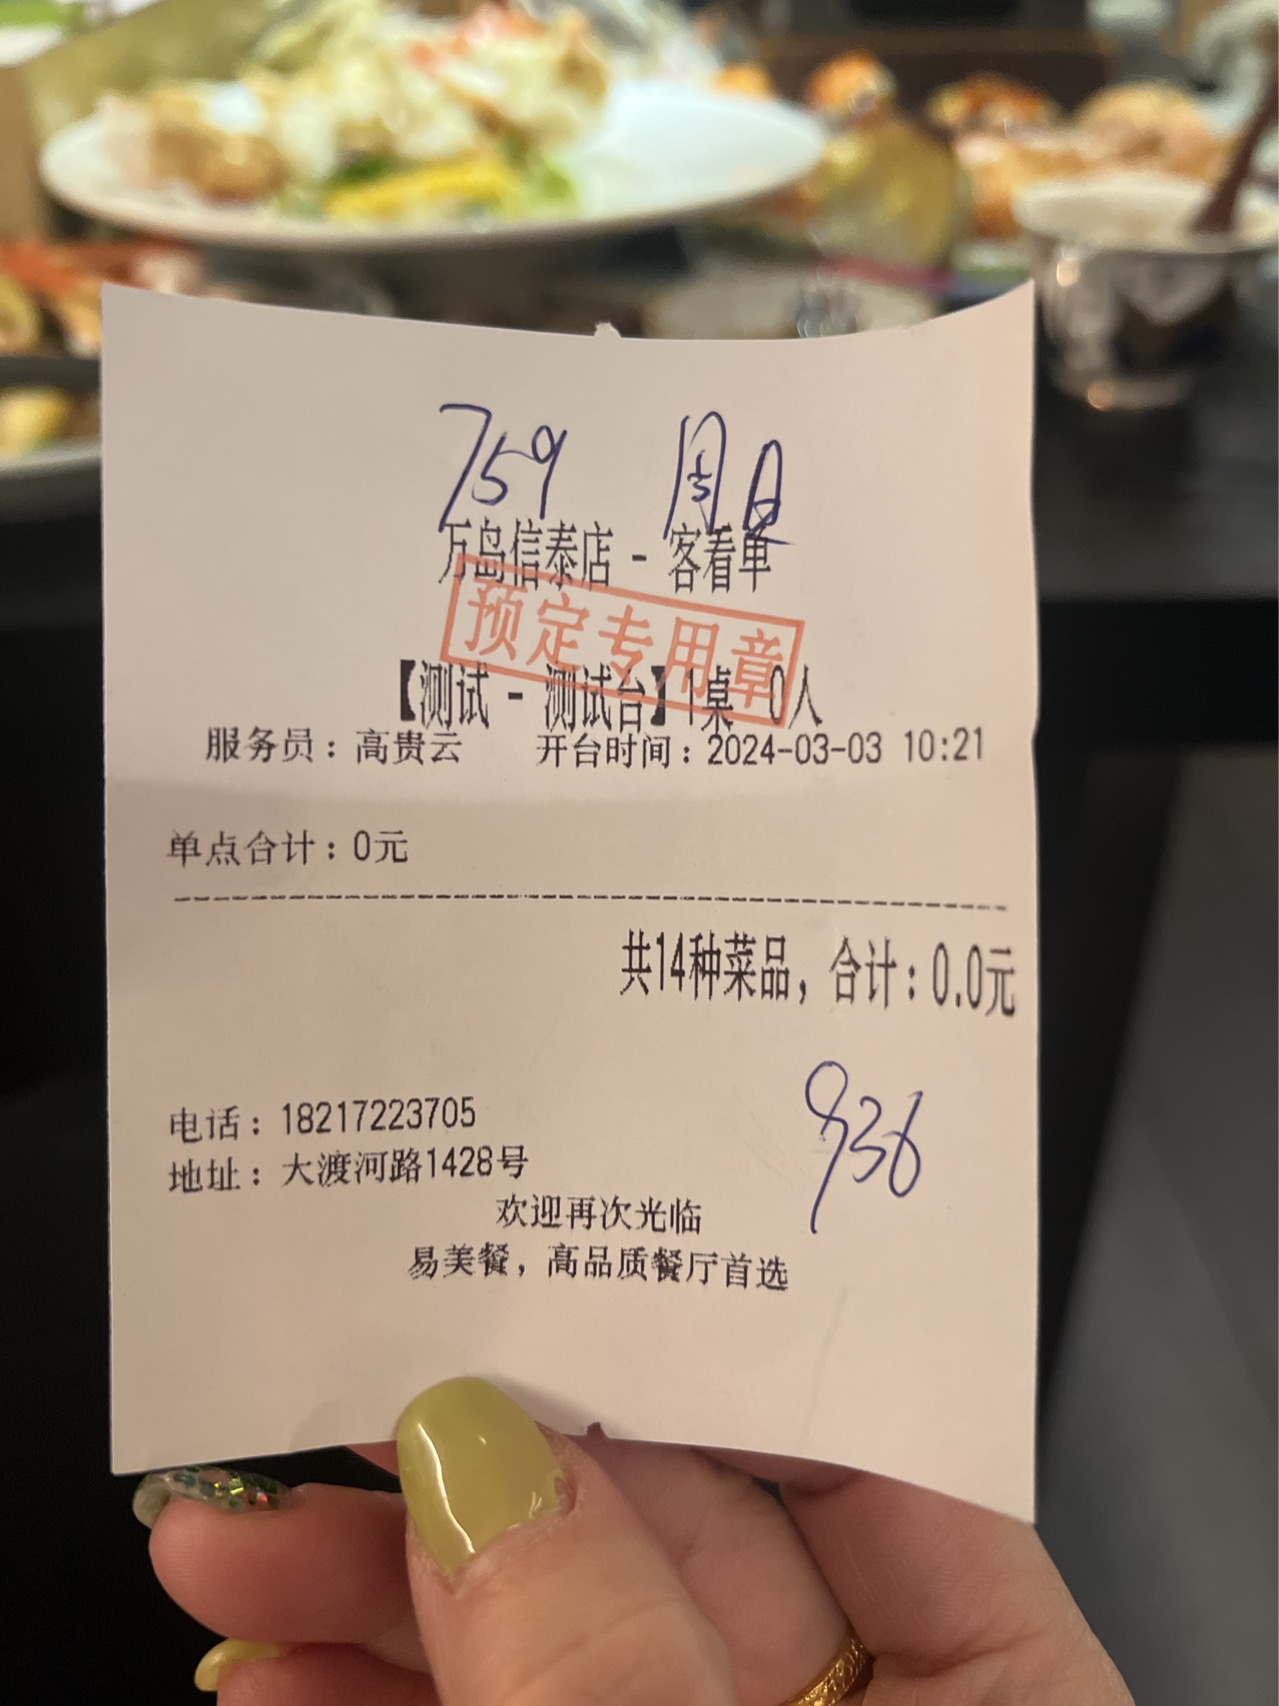 759 周日
万岛信泰店 - 客看单
预定专用章
【测试 - 测试台】1桌 0人
服务员：高贵云 开台时间：2024-03-03 10:21
单点合计：0元
共14种菜品，合计：0.0元
936
电话：18217223705
地址：大渡河路1428号
欢迎再次光临
易美餐，高品质餐厅首选